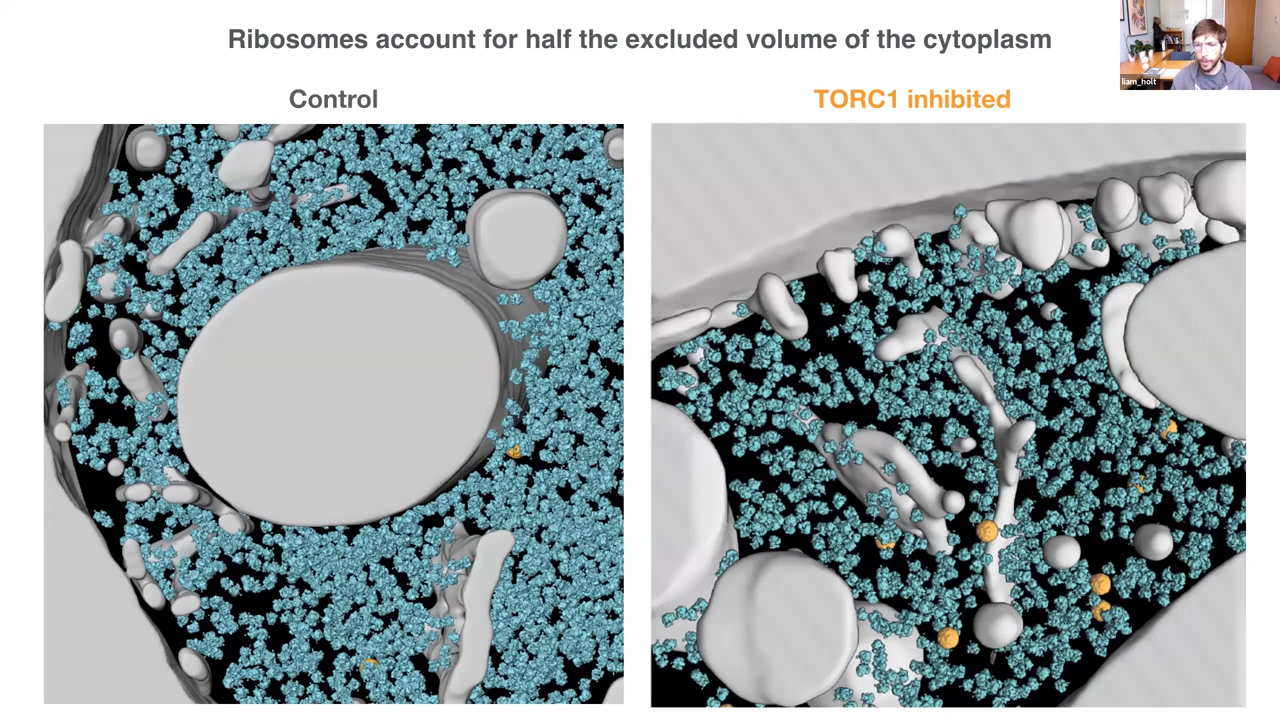 Ribosomes account for half the excluded volume of the cytoplasm
Control
TORC1 inhibited
liam_holt